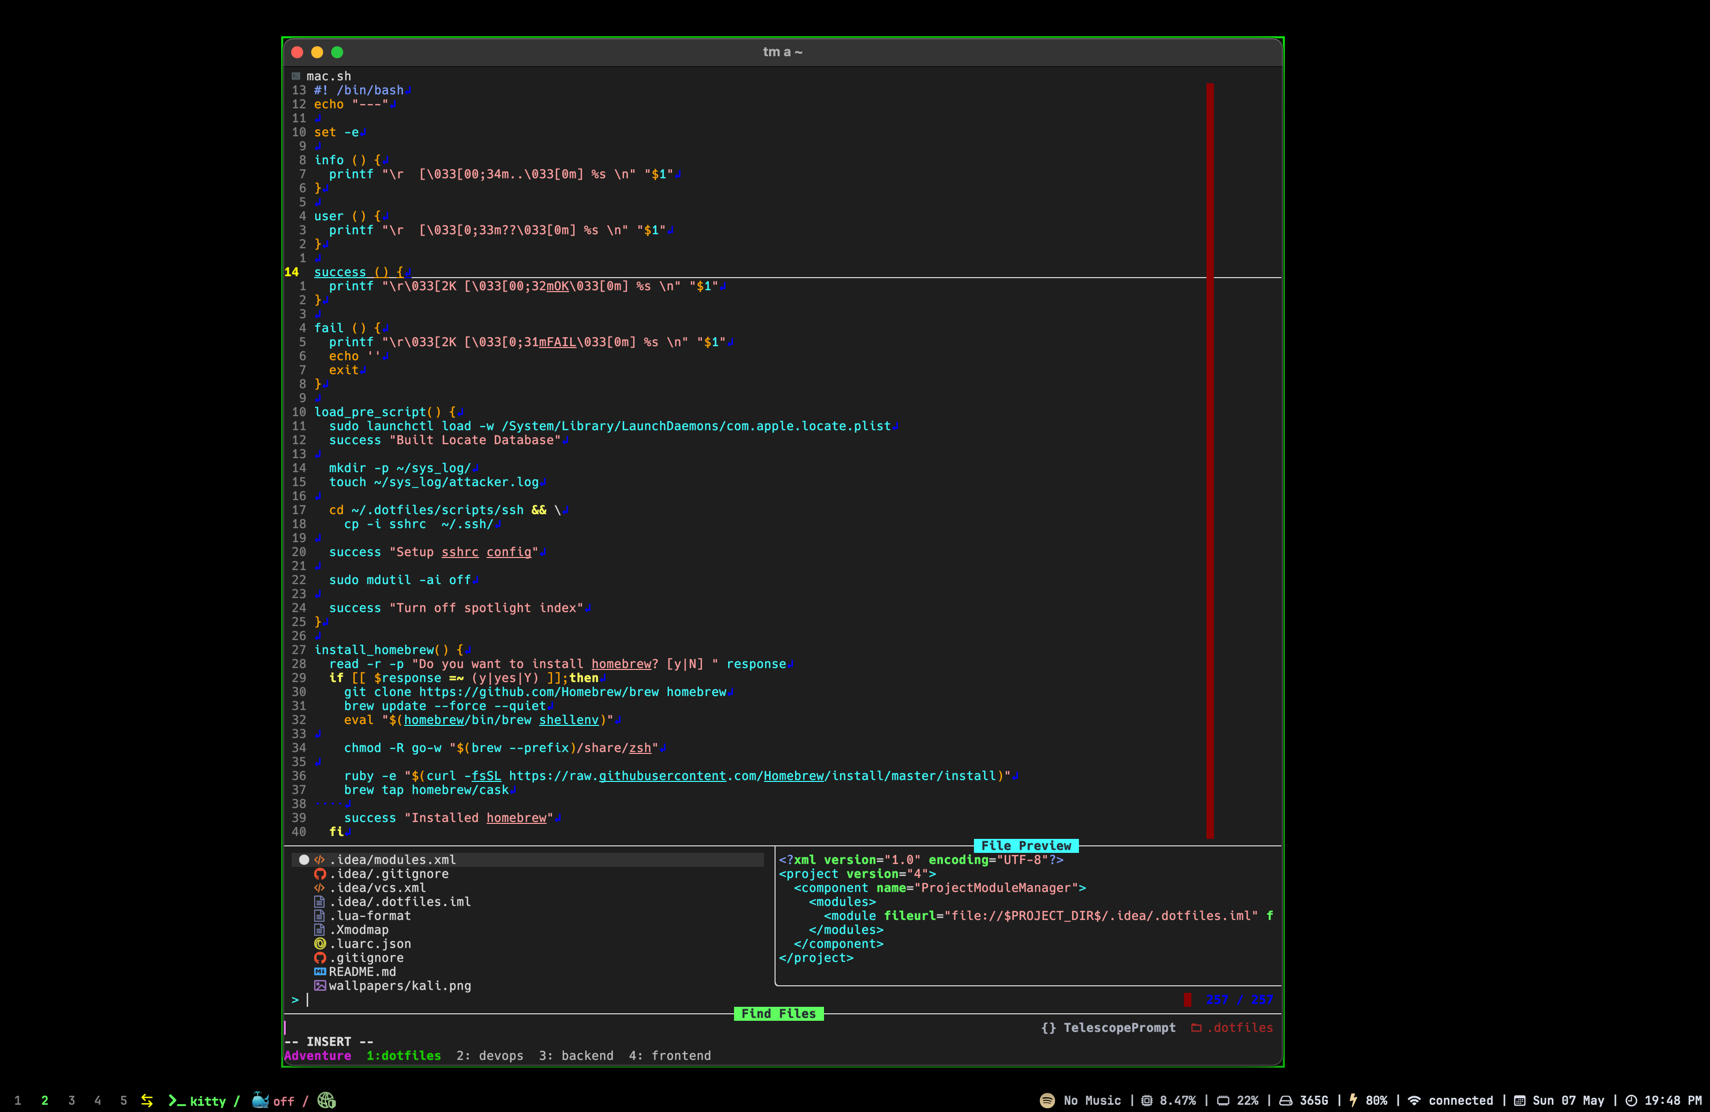 tm a ~
mac.sh
13 #! /bin/bash
12 echo "---"
11
10 set -e
9
8 info () {
7   printf "\r  [\033[00;34m..\033[0m] %s \n" "$1"
6 }
5
4 user () {
3   printf "\r  [\033[0;33m??\033[0m] %s \n" "$1"
2 }
1
14 success () {
1   printf "\r\033[2K [\033[00;32mOK\033[0m] %s \n" "$1"
2 }
3
4 fail () {
5   printf "\r\033[2K [\033[0;31mFAIL\033[0m] %s \n" "$1"
6   echo ''
7   exit
8 }
9
10 load_pre_script() {
11   sudo launchctl load -w /System/Library/LaunchDaemons/com.apple.locate.plist
12   success "Built Locate Database"
13
14   mkdir -p ~/sys_log/
15   touch ~/sys_log/attacker.log
16
17   cd ~/.dotfiles/scripts/ssh && \
18     cp -i sshrc  ~/.ssh/
19
20   success "Setup sshrc config"
21
22   sudo mdutil -ai off
23
24   success "Turn off spotlight index"
25 }
26
27 install_homebrew() {
28   read -r -p "Do you want to install homebrew? [y|N] " response
29   if [[ $response =~ (y|yes|Y) ]];then
30     git clone https://github.com/Homebrew/brew homebrew
31     brew update --force --quiet
32     eval "$(homebrew/bin/brew shellenv)"
33
34     chmod -R go-w "$(brew --prefix)/share/zsh"
35
36     ruby -e "$(curl -fsSL https://raw.githubusercontent.com/Homebrew/install/master/install)"
37     brew tap homebrew/cask
38 ····
39     success "Installed homebrew"
40   fi
File Preview
.idea/modules.xml
.idea/.gitignore
.idea/vcs.xml
.idea/.dotfiles.iml
.lua-format
.Xmodmap
.luarc.json
.gitignore
README.md
wallpapers/kali.png
<?xml version="1.0" encoding="UTF-8"?>
<project version="4">
  <component name="ProjectModuleManager">
    <modules>
      <module fileurl="file://$PROJECT_DIR$/.idea/.dotfiles.iml" f
    </modules>
  </component>
</project>
> 257 / 257
Find Files
{} TelescopePrompt .dotfiles
-- INSERT --
Adventure 1:dotfiles 2: devops 3: backend 4: frontend
1 2 3 4 5 kitty / off / No Music | 8.47% | 22% | 365G | 80% | connected | Sun 07 May | 19:48 PM